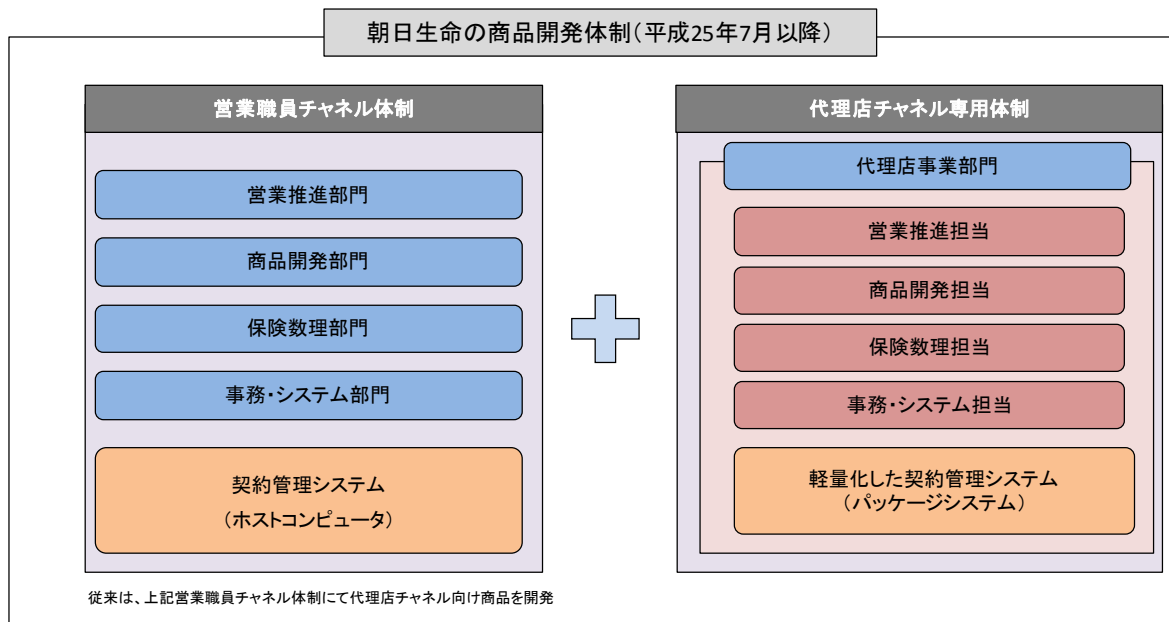 朝日生命の商品開発体制（平成25年7月以降）
営業職員チャネル体制
営業推進部門
商品開発部門
保険数理部門
事務・システム部門
契約管理システム
（ホストコンピュータ）
従来は、上記営業職員チャネル体制にて代理店チャネル向け商品を開発
代理店チャネル専用体制
代理店事業部門
営業推進担当
商品開発担当
保険数理担当
事務・システム担当
軽量化した契約管理システム
（パッケージシステム）